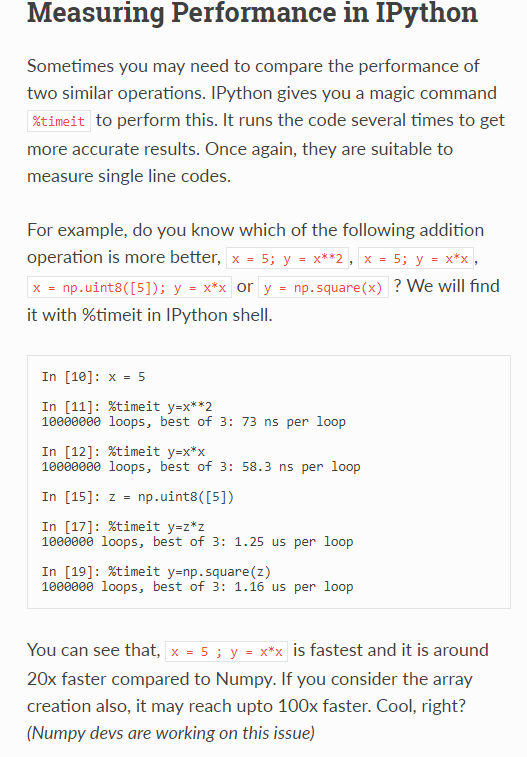 Measuring Performance in IPython
Sometimes you may need to compare the performance of
two similar operations. IPython gives you a magic command
%timeit to perform this. It runs the code several times to get
more accurate results. Once again, they are suitable to
measure single line codes.
For example, do you know which of the following addition
operation is more better, x = 5; y = x**2 , x = 5; y = x*x ,
x = np.uint8([5]); y = x*x or y = np.square(x) ? We will find
it with %timeit in IPython shell.
In [10]: x = 5
In [11]: %timeit y=x**2
10000000 loops, best of 3: 73 ns per loop
In [12]: %timeit y=x*x
10000000 loops, best of 3: 58.3 ns per loop
In [15]: z = np.uint8([5])
In [17]: %timeit y=z*z
1000000 loops, best of 3: 1.25 us per loop
In [19]: %timeit y=np.square(z)
1000000 loops, best of 3: 1.16 us per loop
You can see that, x = 5 ; y = x*x is fastest and it is around
20x faster compared to Numpy. If you consider the array
creation also, it may reach upto 100x faster. Cool, right?
(Numpy devs are working on this issue)